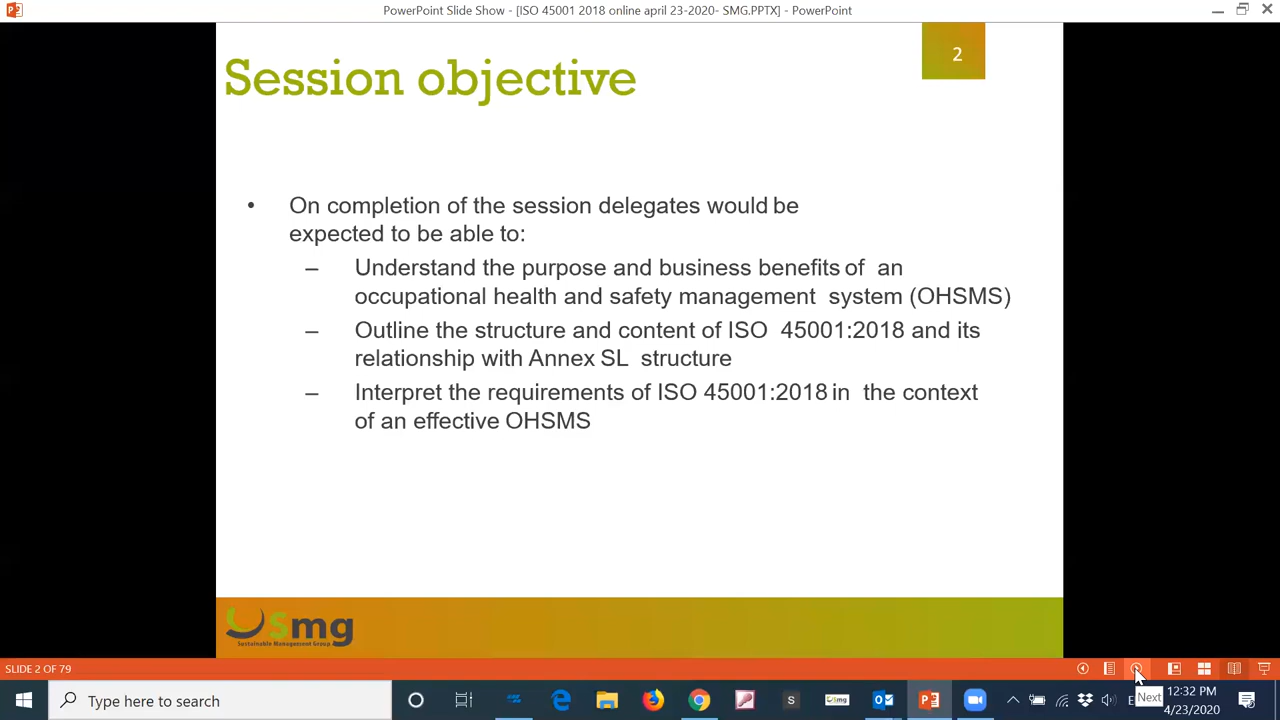 PowerPoint Slide Show - [ISO 45001 2018 online april 23-2020- SMG.PPTX] - PowerPoint
2
Session objective
• On completion of the session delegates would be
expected to be able to:
– Understand the purpose and business benefits of an
occupational health and safety management system (OHSMS)
– Outline the structure and content of ISO 45001:2018 and its
relationship with Annex SL structure
– Interpret the requirements of ISO 45001:2018 in the context
of an effective OHSMS
Smg
Sustainable Management Group.
SLIDE 2 OF 79
Next
Type here to search
S
Smg
12:32 PM
4/23/2020